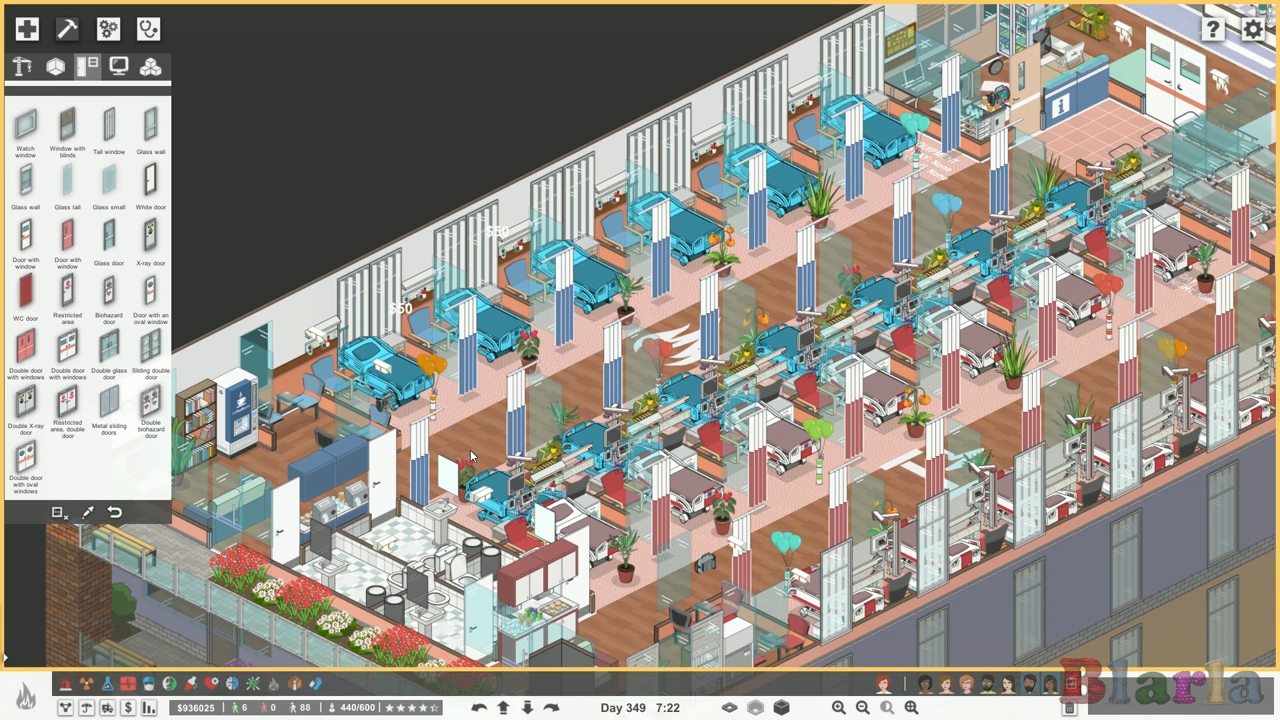 Watch window
Window with blinds
Tall window
Glass wall
Glass wall
Glass tall
Glass small
White door
Door with window
Door with window
Glass door
X-ray door
WC door
Restricted area
Biohazard door
Door with an oval window
Double door with windows
Double door with windows
Double glass door
Sliding double door
Double X-ray door
Restricted area, double door
Metal sliding doors
Double biohazard door
Double door with oval windows
$50
$50
i
?
$936025
6
0
88
440/600
Day 349
7:22
Blarla